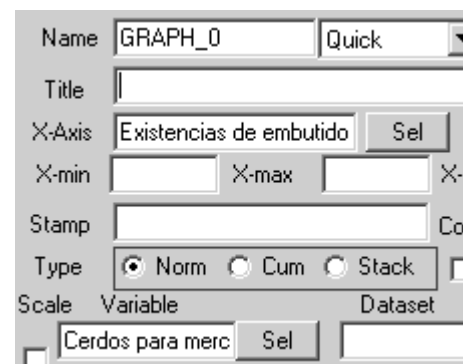 Name GRAPH_0 Quick
Title
X-Axis Existencias de embutido Sel
X-min X-max X-
Stamp Co
Type Norm Cum Stack
Scale Variable Dataset
Cerdos para merc Sel